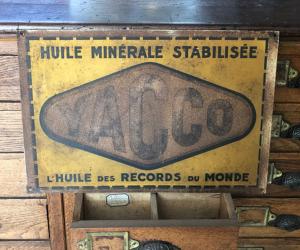 HUILE MINÉRALE STABILISÉE
YACCO
L'HUILE DES RECORDS DU MONDE